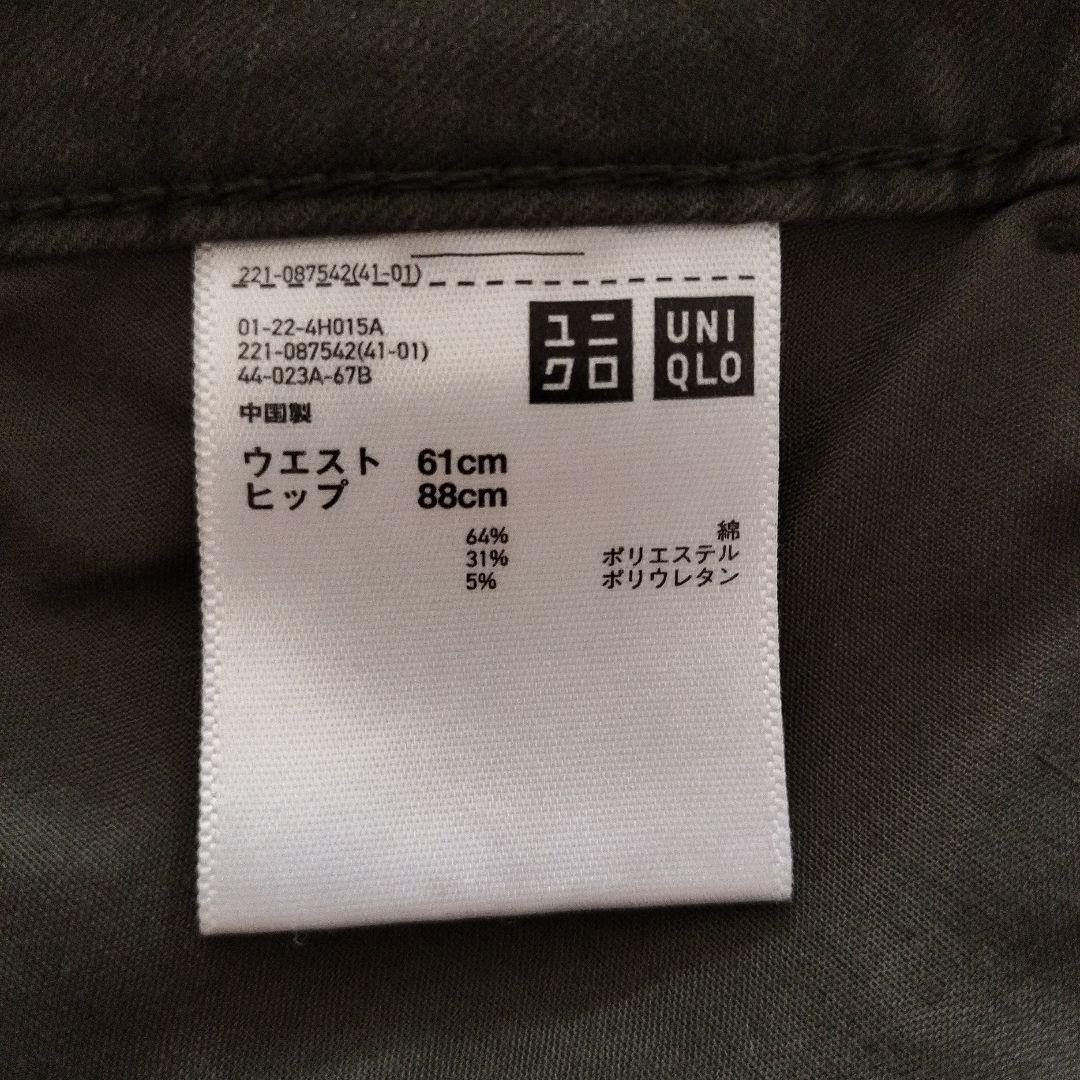 221-087542(41-01)
01-22-4H015A
221-087542(41-01)
44-023A-67B
中国製
ユニ
クロ
UNI
QLO
ウエスト 61cm
ヒップ 88cm
64% 綿
31% ポリエステル
5% ポリウレタン